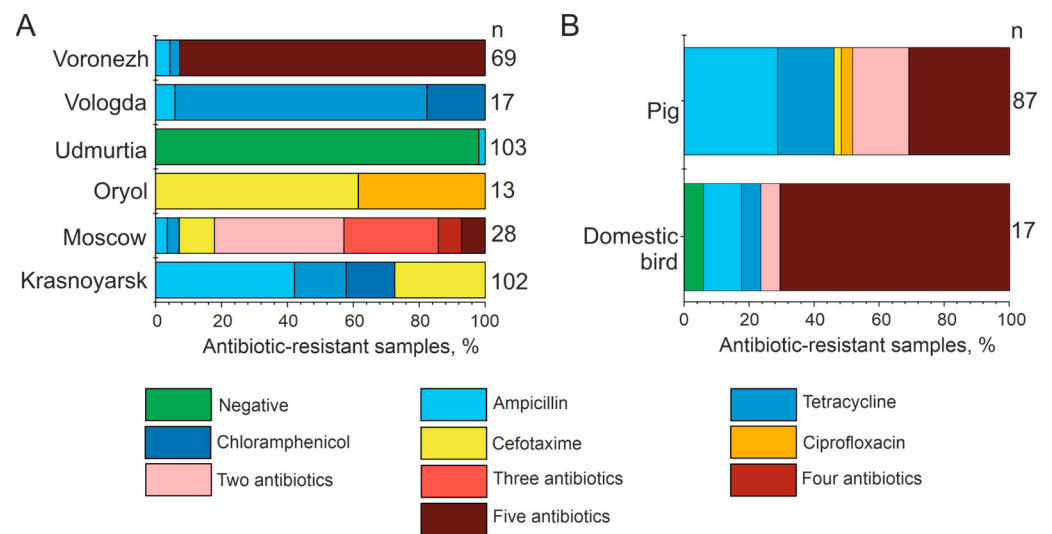 A
n
Voronezh 69
Vologda 17
Udmurtia 103
Oryol 13
Moscow 28
Krasnoyarsk 102
0 20 40 60 80 100
Antibiotic-resistant samples, %
B
n
Pig 87
Domestic 17
bird
0 20 40 60 80 100
Antibiotic-resistant samples, %
Negative Ampicillin Tetracycline
Chloramphenicol Cefotaxime Ciprofloxacin
Two antibiotics Three antibiotics Four antibiotics
Five antibiotics